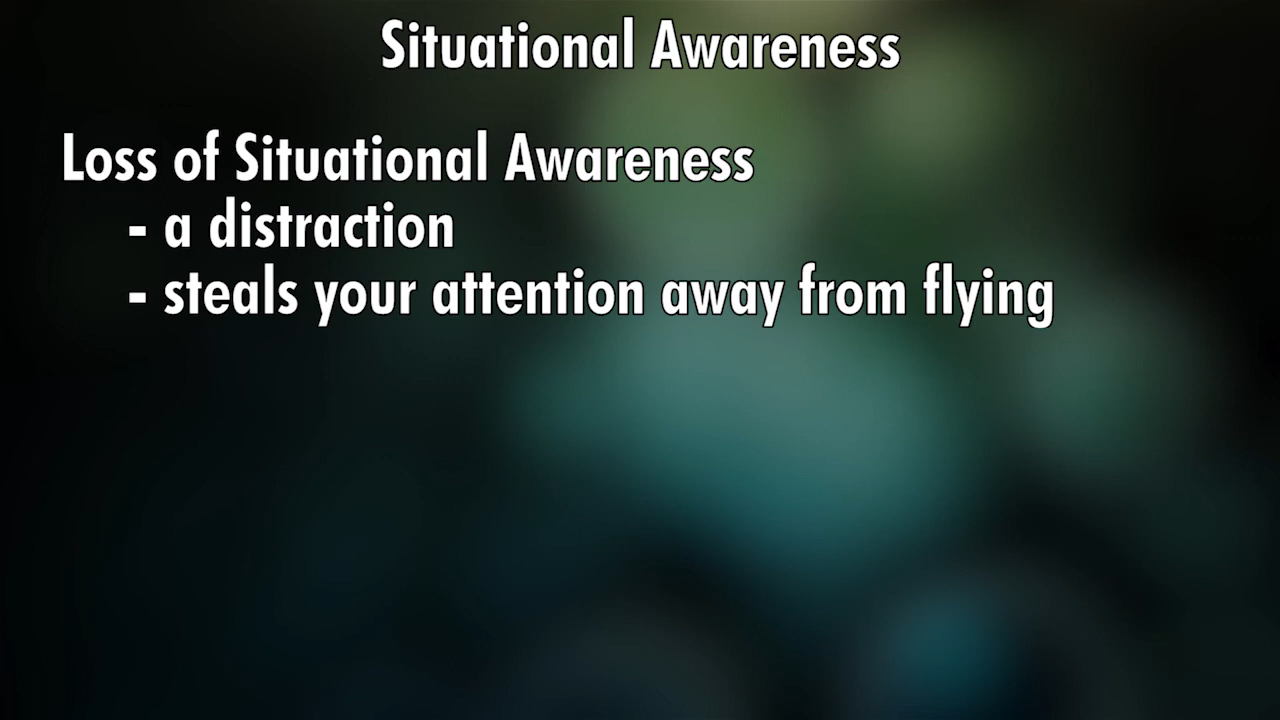 Situational Awareness
Loss of Situational Awareness
- a distraction
- steals your attention away from flying